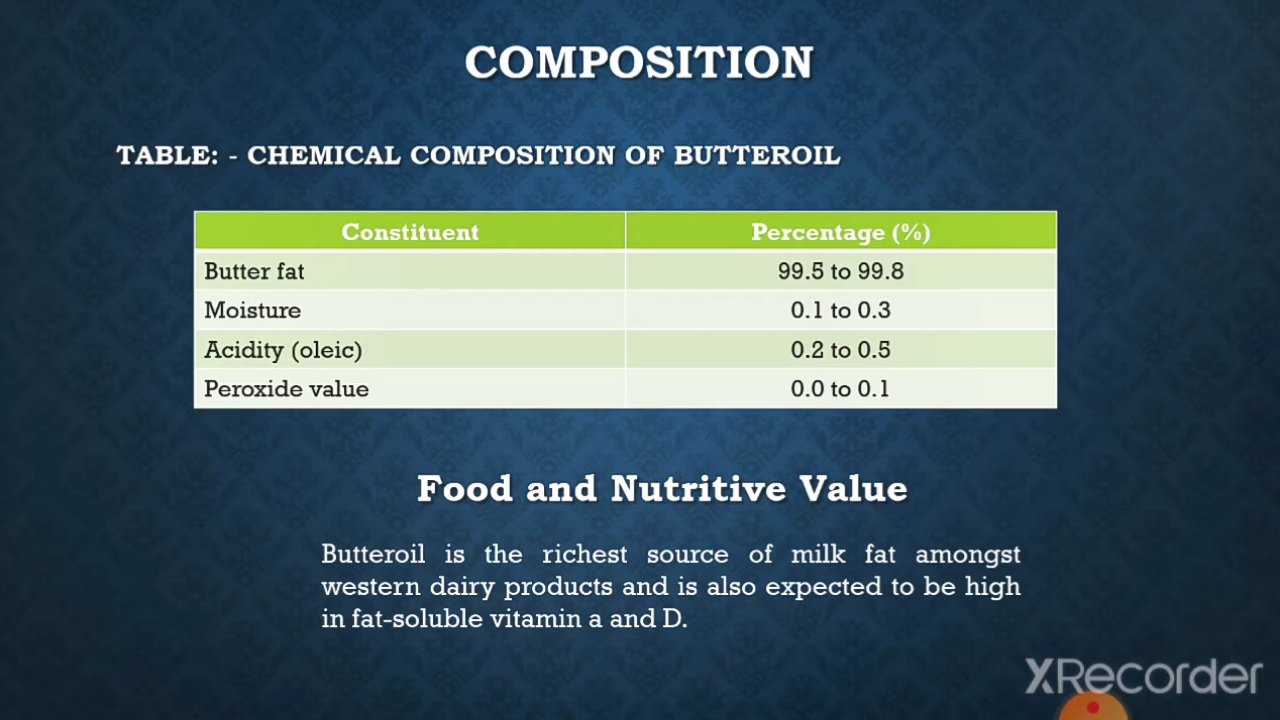 COMPOSITION
TABLE: - CHEMICAL COMPOSITION OF BUTTEROIL
Constituent Percentage (%)
Butter fat 99.5 to 99.8
Moisture 0.1 to 0.3
Acidity (oleic) 0.2 to 0.5
Peroxide value 0.0 to 0.1
Food and Nutritive Value
Butteroil is the richest source of milk fat amongst
western dairy products and is also expected to be high
in fat-soluble vitamin a and D.
XRecorder